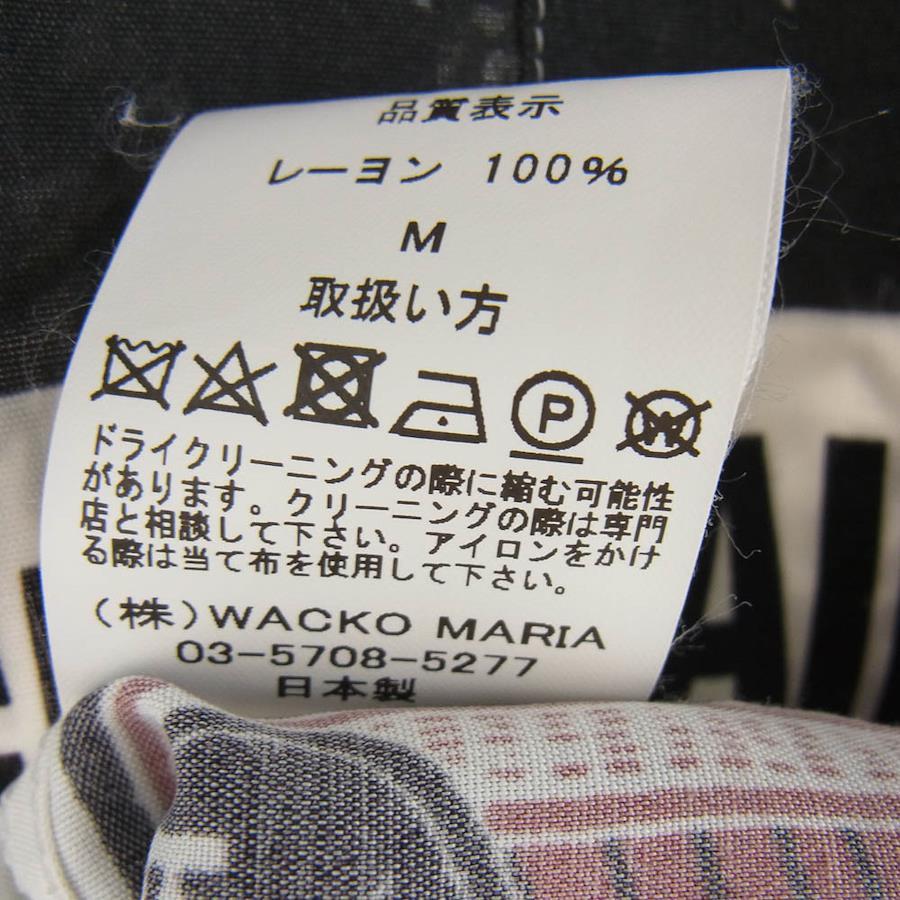 品質表示
レーヨン 100%
M
取扱い方
P
W
ドライクリーニングの際に縮む可能性
があります。クリーニングの際は専門
店と相談して下さい。アイロンをかけ
る際は当て布を使用して下さい。
(株)WACKO MARIA
03-5708-5277
日本製